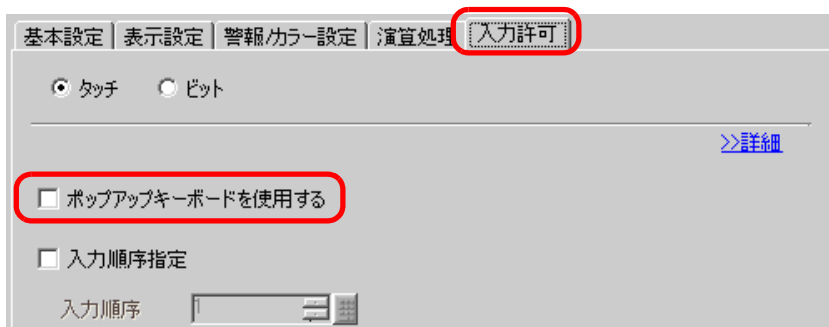 基本設定 表示設定 警報/カラー設定 演算処理 入力許可
タッチ ビット
>>詳細
ポップアップキーボードを使用する
入力順序指定
入力順序 1